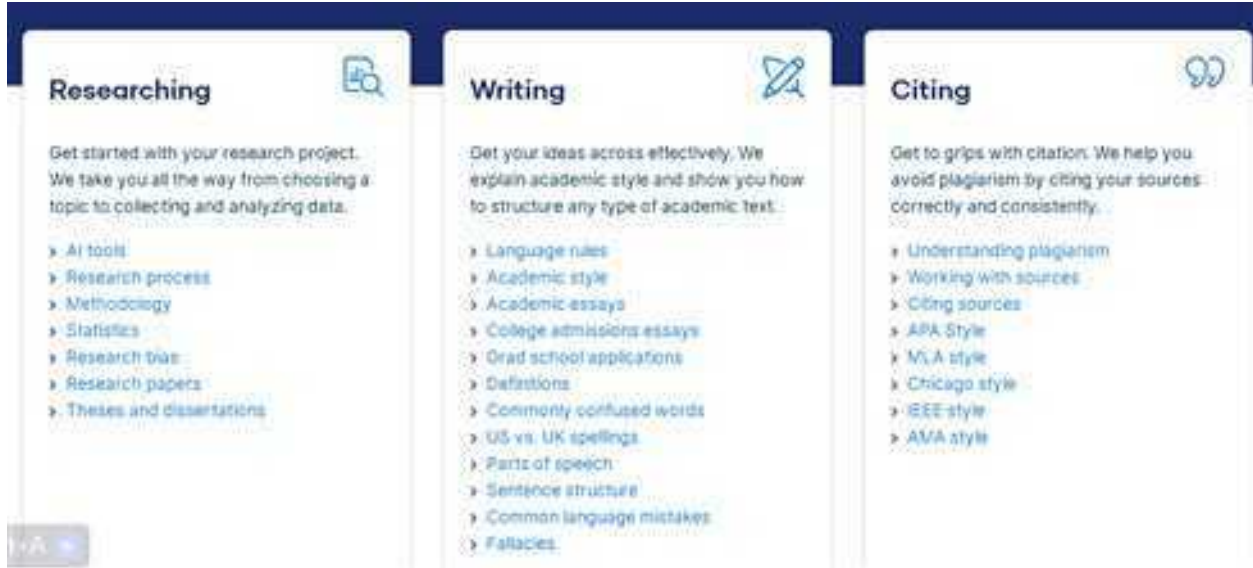 Researching
Get started with your research project.
We take you all the way from choosing a
topic to collecting and analyzing data.
AI tools
Research process
Methodology
Statistics
Research bias
Research papers
Theses and dissertations
Writing
Get your ideas across effectively. We
explain academic style and show you how
to structure any type of academic text.
Language rules
Academic style
Academic essays
College admissions essays
Grad school applications
Definitions
Commonly confused words
US vs. UK spellings
Parts of speech
Sentence structure
Common language mistakes
Fallacies
Citing
Get to grips with citation. We help you
avoid plagiarism by citing your sources
correctly and consistently.
Understanding plagiarism
Working with sources
Citing sources
APA Style
MLA style
Chicago style
IEEE style
AMA style